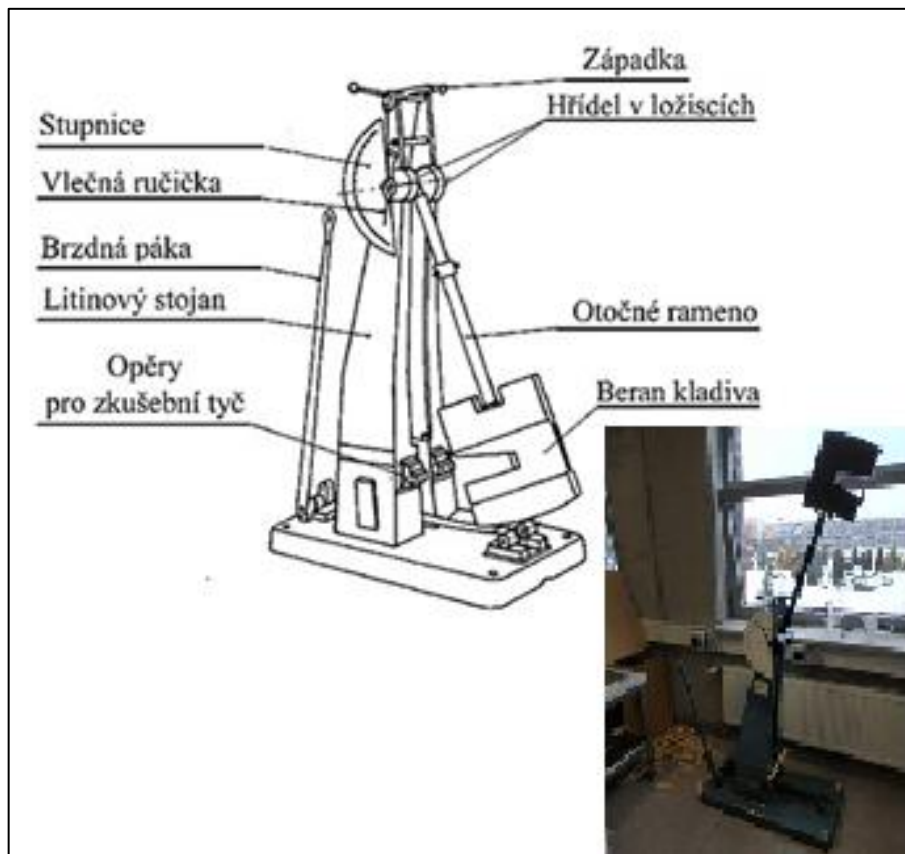 Západka
Hřídel v ložiscích
Stupnice
Vlečná ručička
Brzdná páka
Litinový stojan
Opěry
pro zkušební tyč
Otočné rameno
Beran kladiva